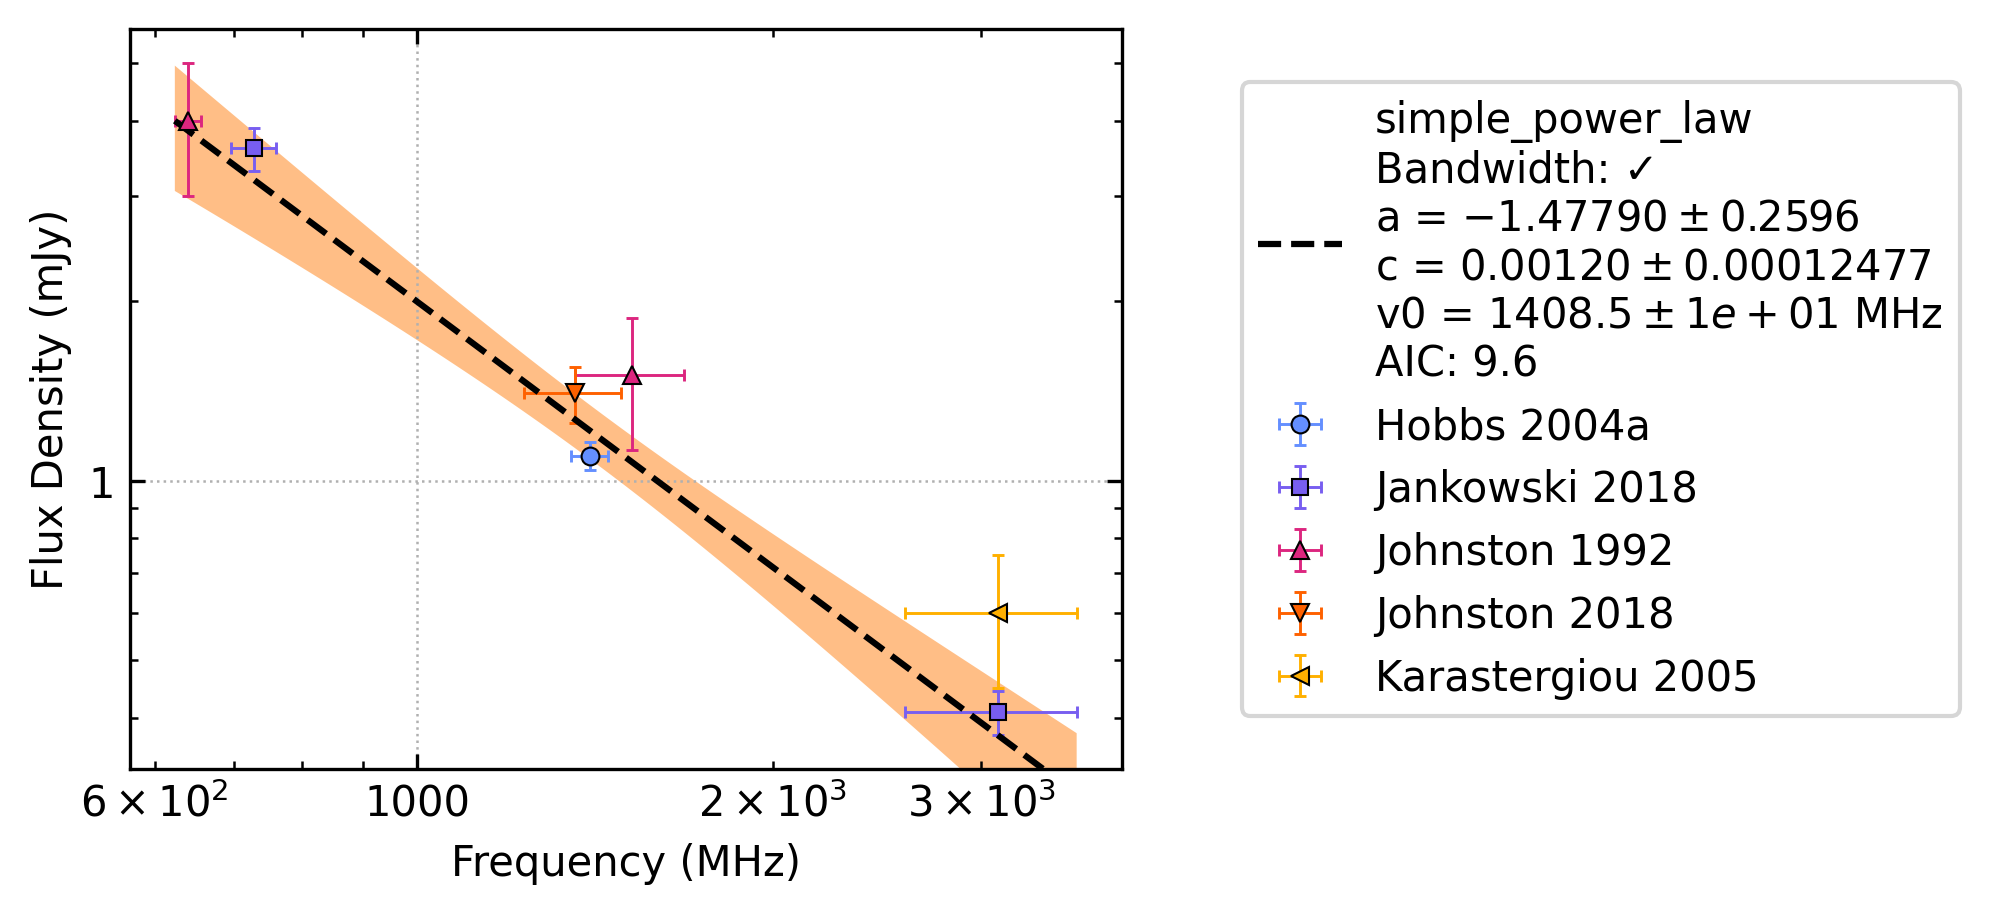 Flux Density (mJy)
1
6 × 10² 1000 2 × 10³ 3 × 10³
Frequency (MHz)
simple_power_law
Bandwidth: ✓
a = −1.47790 ± 0.2596
c = 0.00120 ± 0.00012477
v0 = 1408.5 ± 1e + 01 MHz
AIC: 9.6
Hobbs 2004a
Jankowski 2018
Johnston 1992
Johnston 2018
Karastergiou 2005